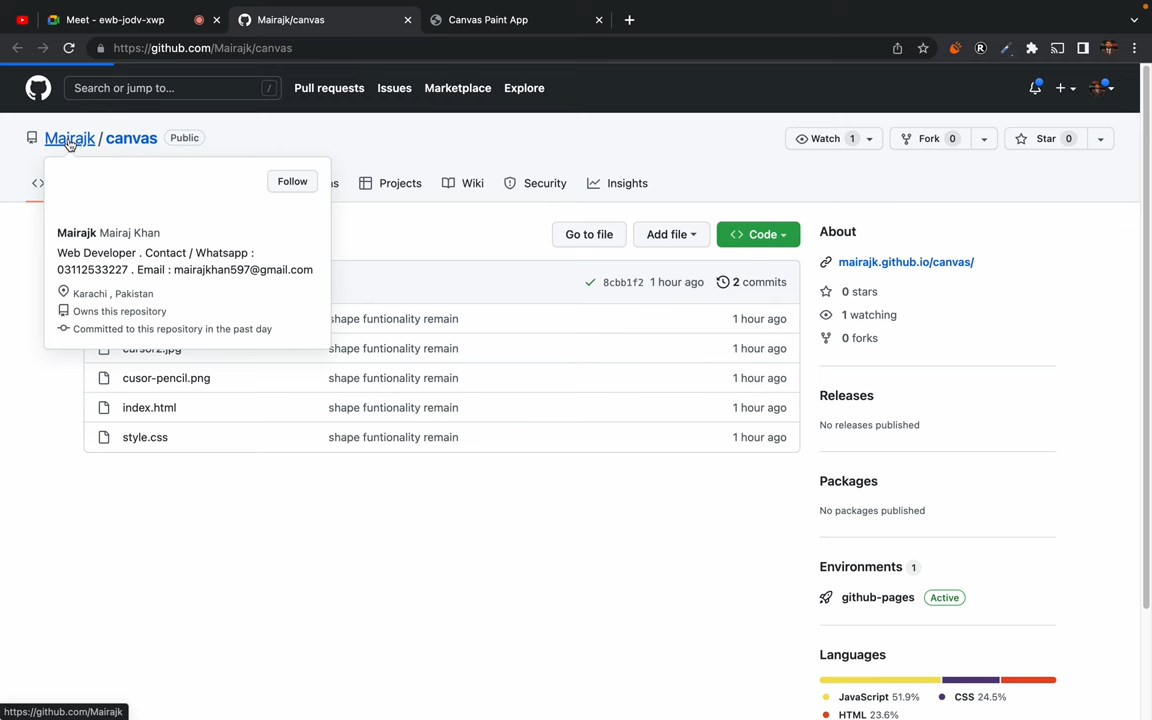 Meet - ewb-jodv-xwp
Mairajk/canvas
Canvas Paint App
https://github.com/Mairajk/canvas
Search or jump to...
/
Pull requests
Issues
Marketplace
Explore
Mairajk / canvas
Public
Watch 1
Fork 0
Star 0
Projects
Wiki
Security
Insights
Follow
Mairajk Mairaj Khan
Web Developer . Contact / Whatsapp :
03112533227 . Email : mairajkhan597@gmail.com
Karachi , Pakistan
Owns this repository
Committed to this repository in the past day
Go to file
Add file
Code
8cbb1f2 1 hour ago
2 commits
shape funtionality remain 1 hour ago
cursor2.jpg shape funtionality remain 1 hour ago
cusor-pencil.png shape funtionality remain 1 hour ago
index.html shape funtionality remain 1 hour ago
style.css shape funtionality remain 1 hour ago
About
mairajk.github.io/canvas/
0 stars
1 watching
0 forks
Releases
No releases published
Packages
No packages published
Environments 1
github-pages Active
Languages
JavaScript 51.9% CSS 24.5%
HTML 23.6%
https://github.com/Mairajk